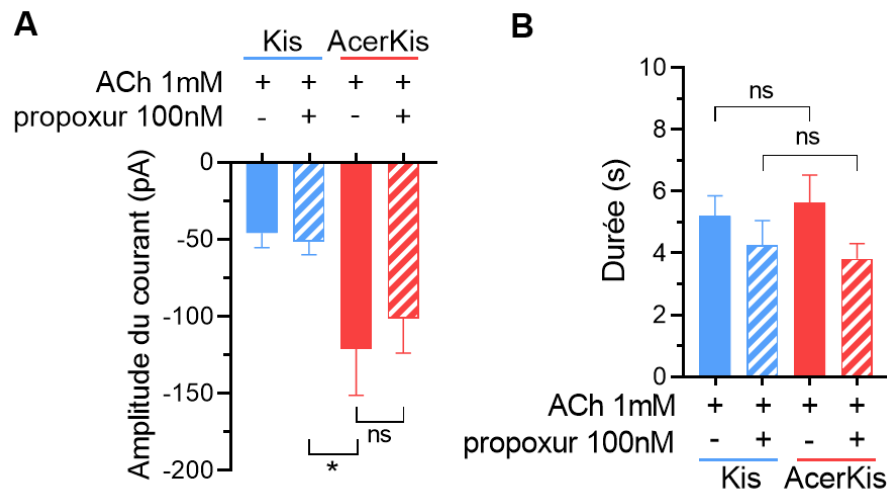 A
Kis AcerKis
ACh 1mM + + + +
propoxur 100nM - + - +
Amplitude du courant (pA)
0
-50
-100
-150
-200
ns
*
B
10
8
6
4
2
0
Durée (s)
ns
ns
ACh 1mM + + + +
propoxur 100nM - + - +
Kis AcerKis